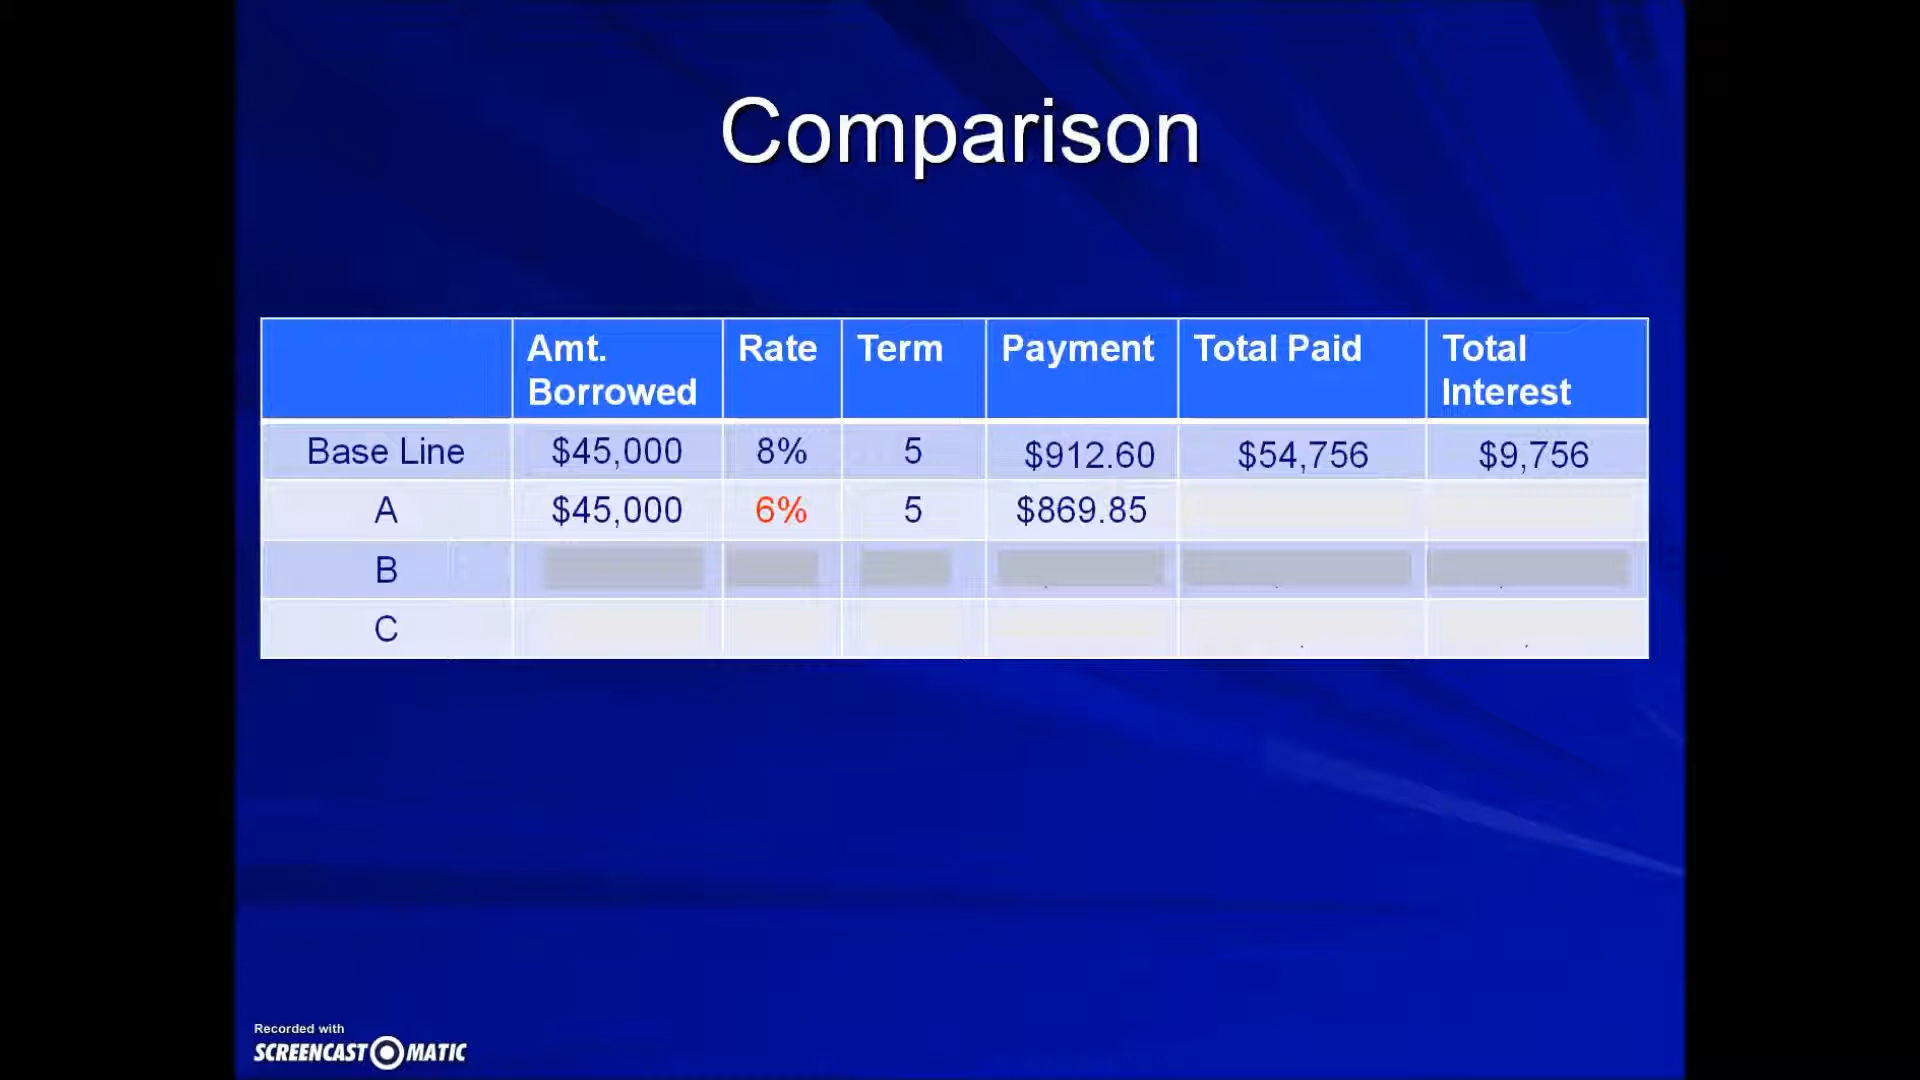 Comparison
Amt. Borrowed Rate Term Payment Total Paid Total Interest
Base Line $45,000 8% 5 $912.60 $54,756 $9,756
A $45,000 6% 5 $869.85
B
C
Recorded with
SCREENCAST MATIC